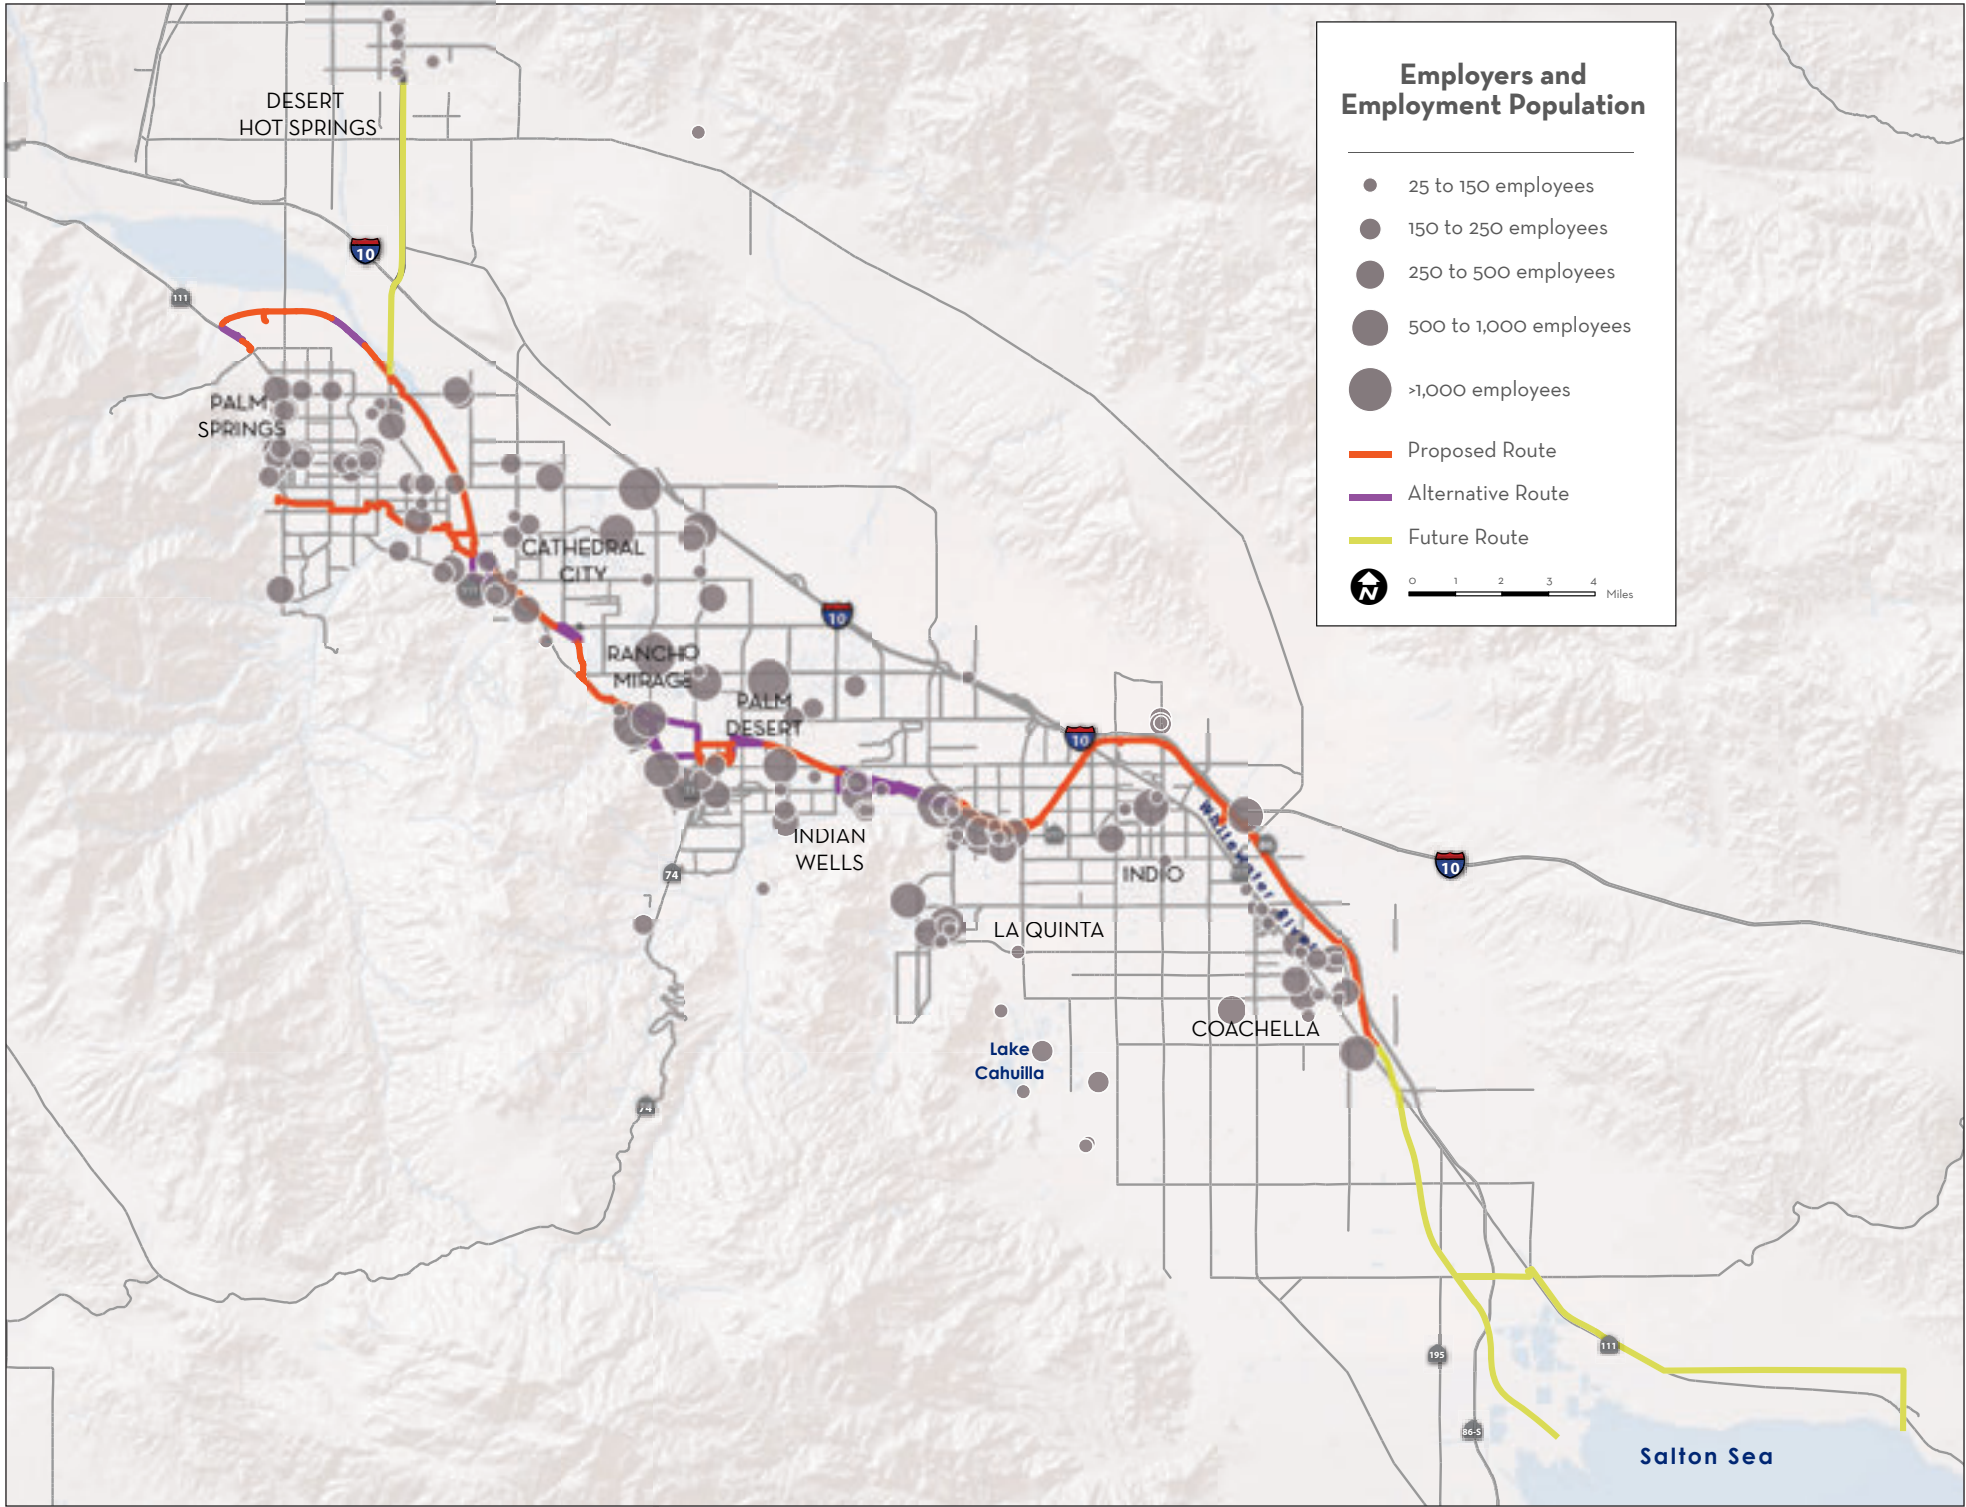 DESERT
HOT SPRINGS
10
111
PALM
SPRINGS
CATHEDRAL
CITY
10
RANCHO
MIRAGE
PALM
DESERT
10
INDIAN
WELLS
74
INDIO
Whitewater River
10
LA QUINTA
COACHELLA
Lake
Cahuilla
74
111
195
86-S
Salton Sea
Employers and
Employment Population
25 to 150 employees
150 to 250 employees
250 to 500 employees
500 to 1,000 employees
>1,000 employees
Proposed Route
Alternative Route
Future Route
N
0 1 2 3 4
Miles